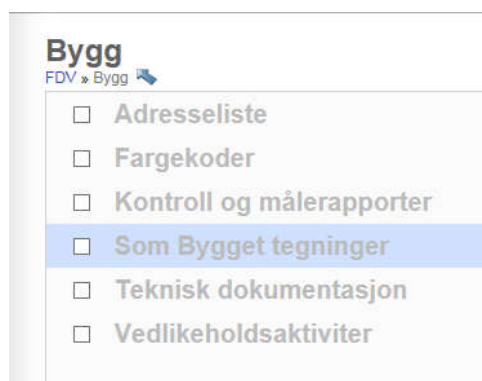 Bygg
FDV » Bygg
Adresseliste
Fargekoder
Kontroll og målerapporter
Som Bygget tegninger
Teknisk dokumentasjon
Vedlikeholdsaktiviter